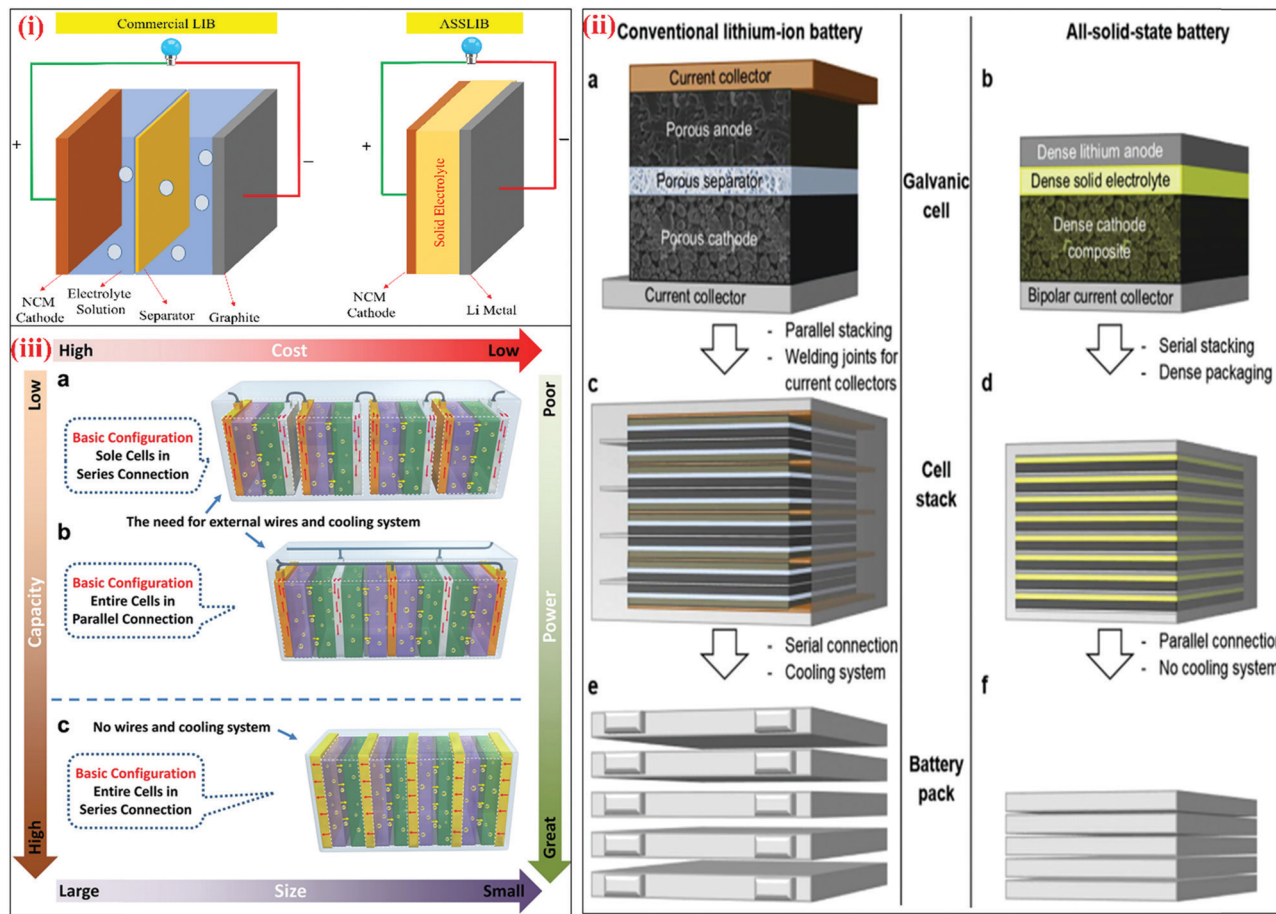 (i)
Commercial LIB
ASSLIB
+
–
+
–
Solid Electrolyte
NCM
Cathode
Electrolyte
Solution
Separator
Graphite
NCM
Cathode
Li Metal
(ii)
Conventional lithium-ion battery
All-solid-state battery
a
Current collector
Porous anode
Porous separator
Porous cathode
Current collector
Galvanic
cell
b
Dense lithium anode
Dense solid electrolyte
Dense cathode
composite
Bipolar current collector
- Parallel stacking
- Welding joints for
current collectors
- Serial stacking
- Dense packaging
c
Cell
stack
d
- Serial connection
- Cooling system
- Parallel connection
- No cooling system
e
Battery
pack
f
(iii)
High
Cost
Low
Low
Capacity
High
Poor
Power
Great
a
Basic Configuration
Sole Cells in
Series Connection
The need for external wires and cooling system
b
Basic Configuration
Entire Cells in
Parallel Connection
c
No wires and cooling system
Basic Configuration
Entire Cells in
Series Connection
Large
Size
Small